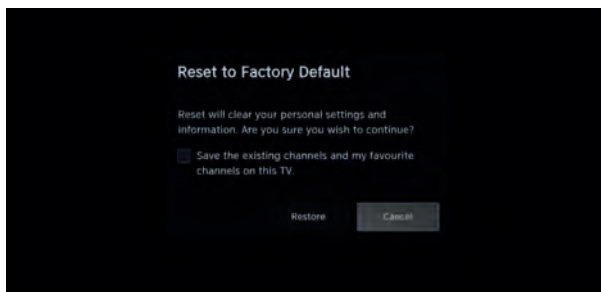 Reset to Factory Default
Reset will clear your personal settings and
information. Are you sure you wish to continue?
Save the existing channels and my favourite
channels on this TV.
Restore
Cancel